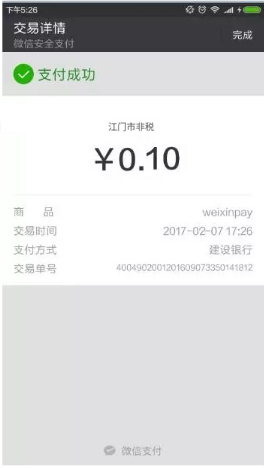 下午5:26
交易详情
微信安全支付
完成
支付成功
江门市非税
￥0.10
商 品 weixinpay
交易时间 2017-02-07 17:26
支付方式 建设银行
交易单号 4004902001201609073350141812
微信支付